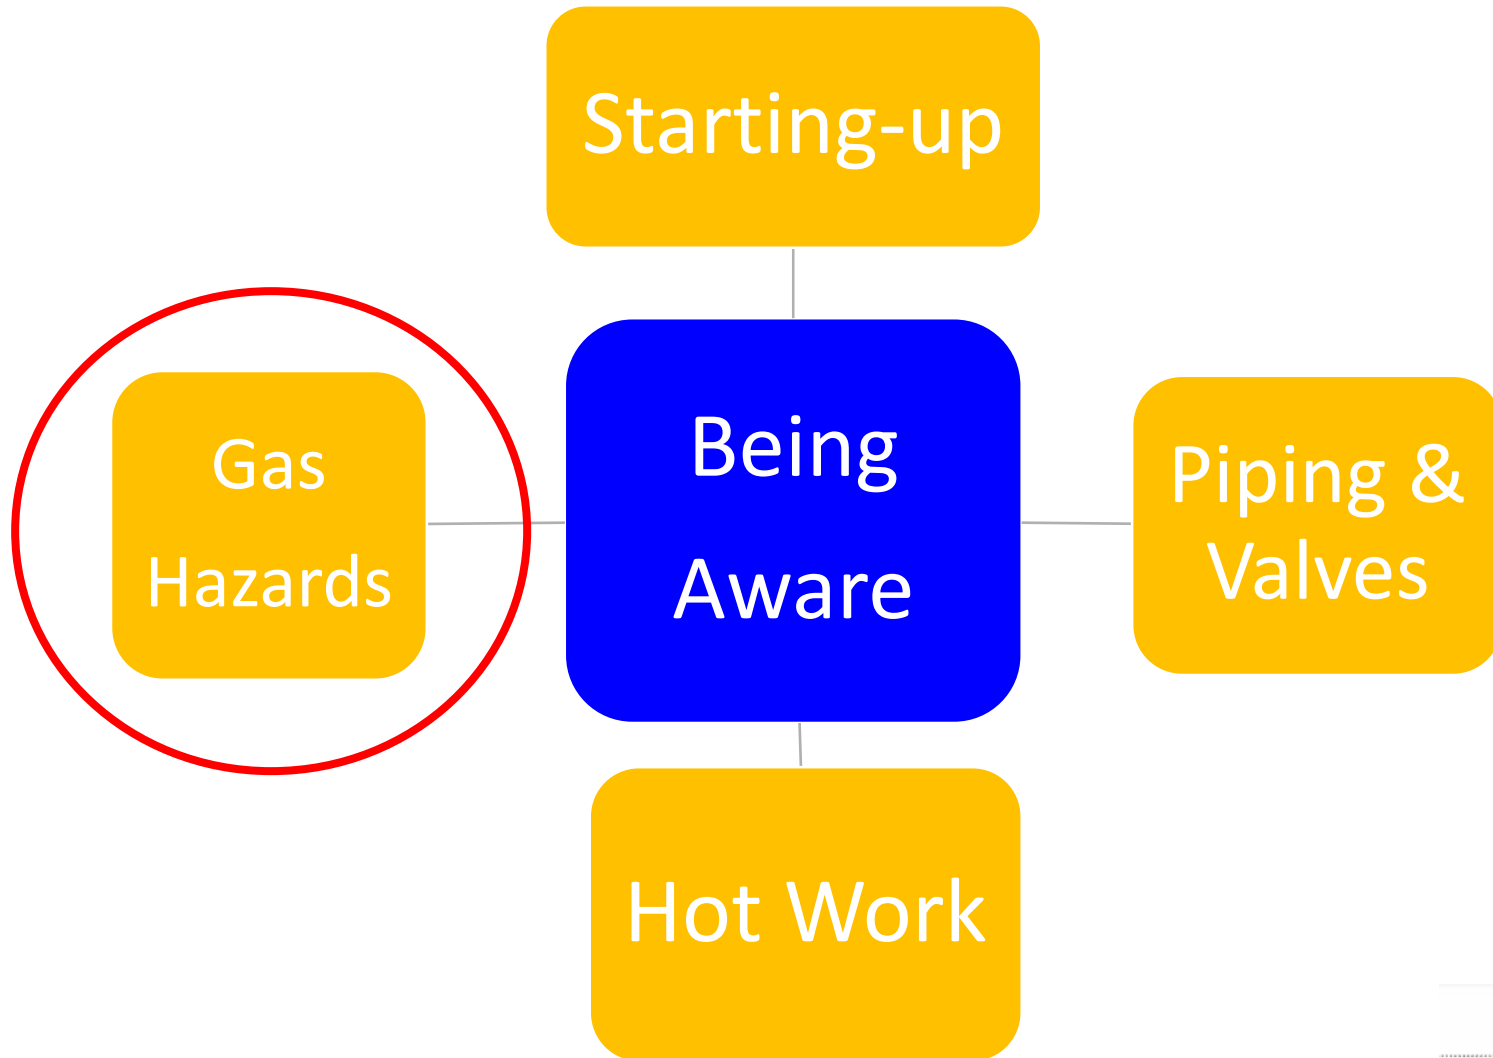 Starting-up
Gas
Hazards
Being
Aware
Piping &
Valves
Hot Work